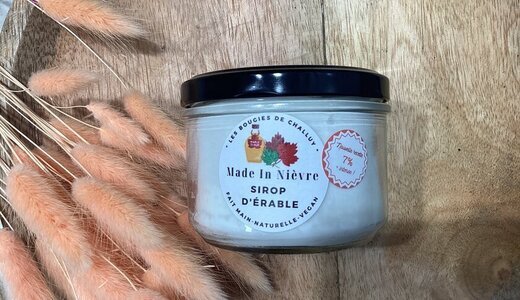 • LES BOUGIES DE CHALLUY •
Made In Nièvre
SIROP
D'ÉRABLE
FAIT MAIN-NATURELLE-VEGAN
7%